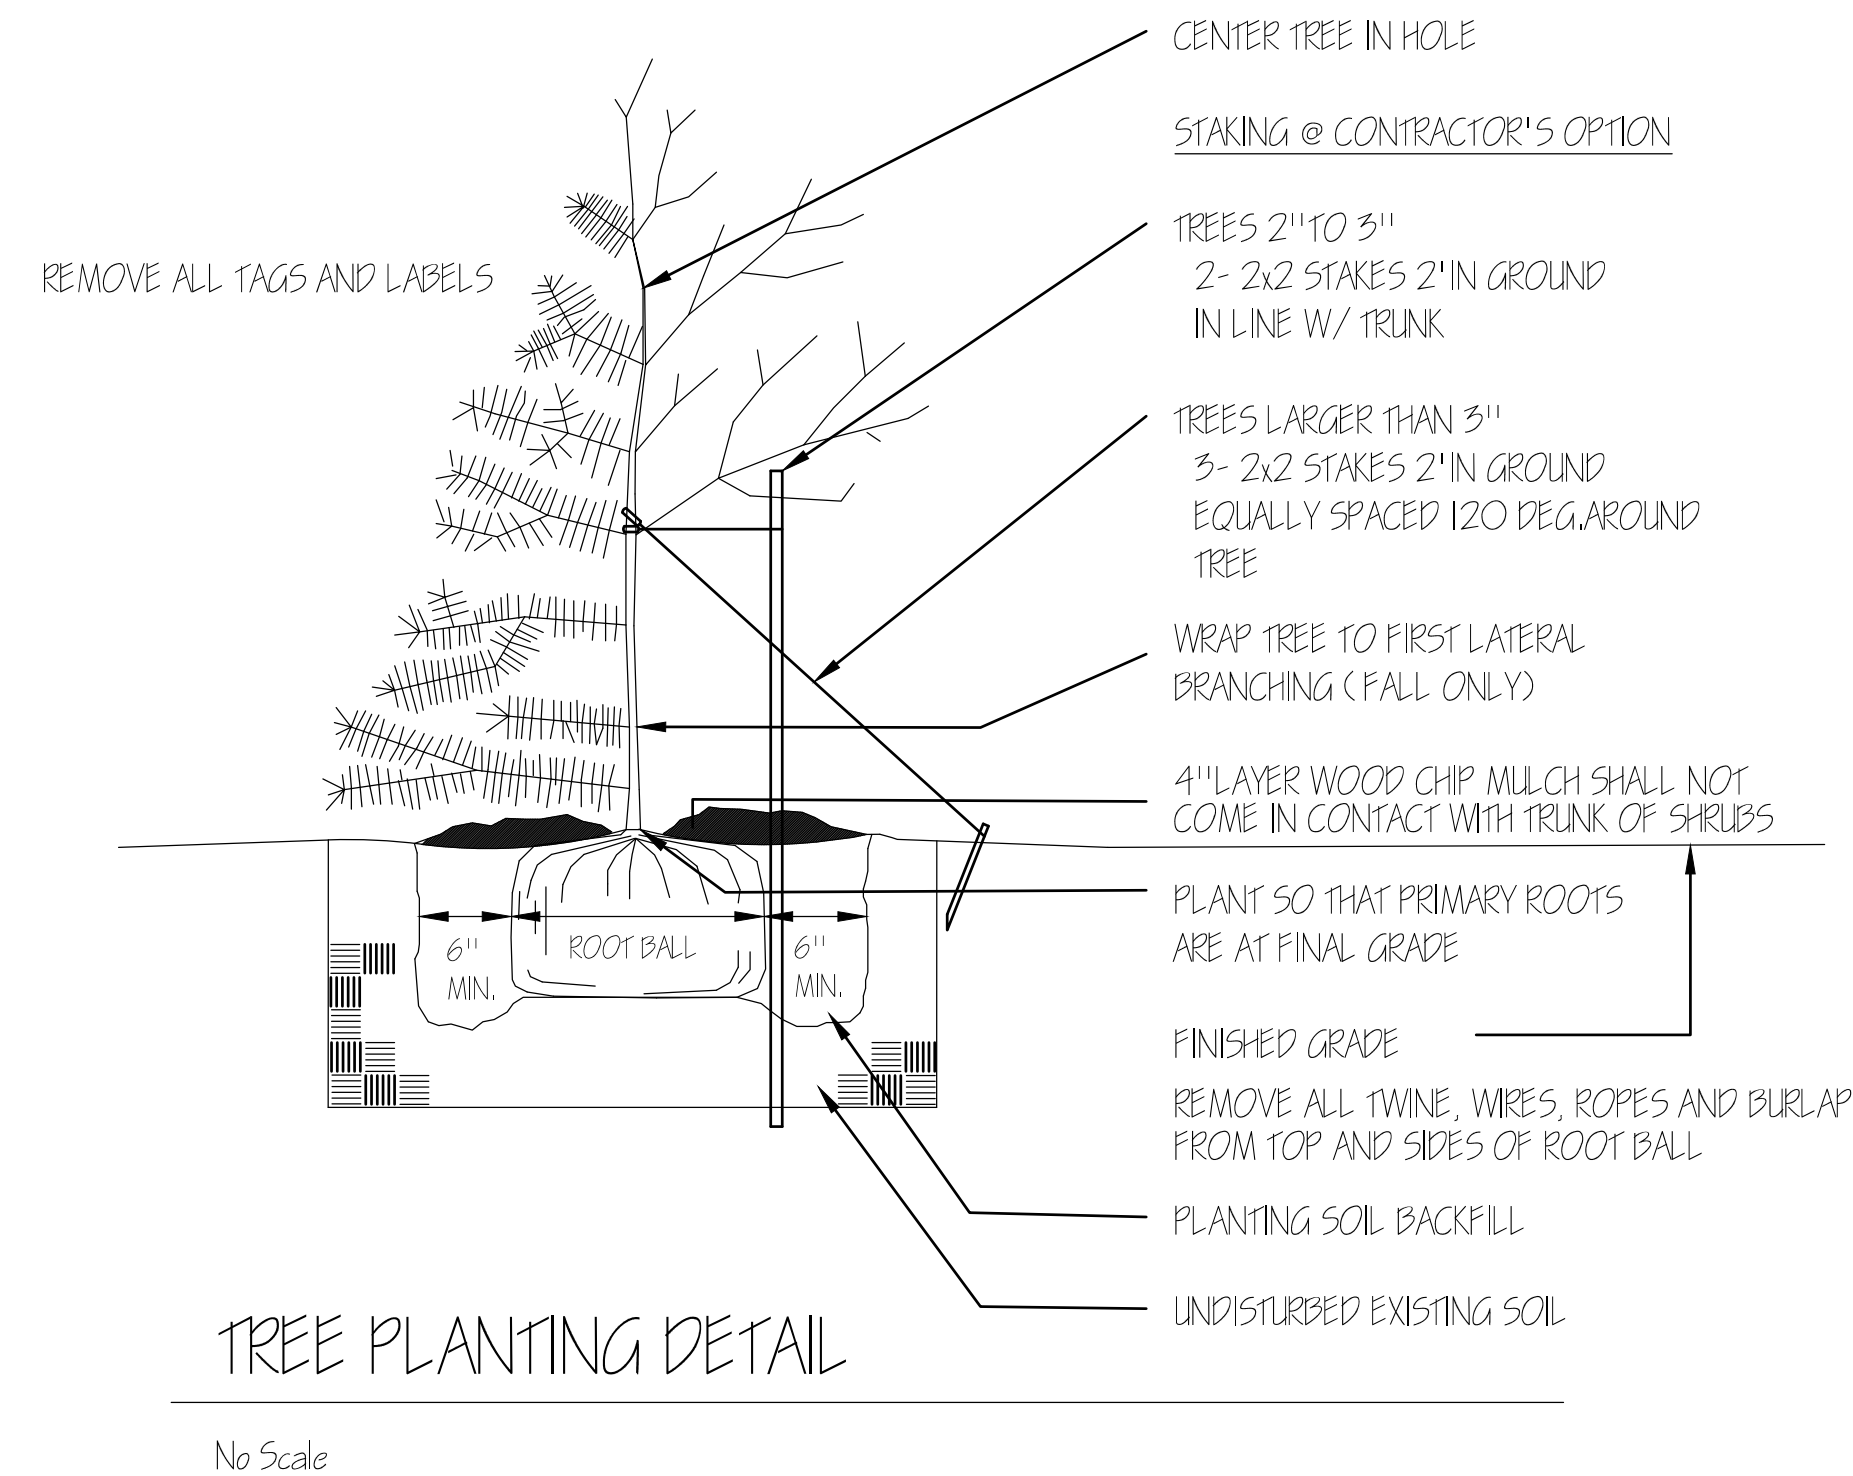 CENTER TREE IN HOLE
STAKING @ CONTRACTOR'S OPTION
TREES 2" TO 3"
2- 2x2 STAKES 2' IN GROUND
IN LINE W/ TRUNK
REMOVE ALL TAGS AND LABELS
TREES LARGER THAN 3"
3- 2x2 STAKES 2' IN GROUND
EQUALLY SPACED 120 DEG. AROUND
TREE
WRAP TREE TO FIRST LATERAL
BRANCHING (FALL ONLY)
4" LAYER WOOD CHIP MULCH SHALL NOT
COME IN CONTACT WITH TRUNK OF SHRUBS
PLANT SO THAT PRIMARY ROOTS
ARE AT FINAL GRADE
6"
MIN.
ROOT BALL
6"
MIN.
FINISHED GRADE
REMOVE ALL TWINE, WIRES, ROPES AND BURLAP
FROM TOP AND SIDES OF ROOT BALL
PLANTING SOIL BACKFILL
UNDISTURBED EXISTING SOIL
TREE PLANTING DETAIL
No Scale